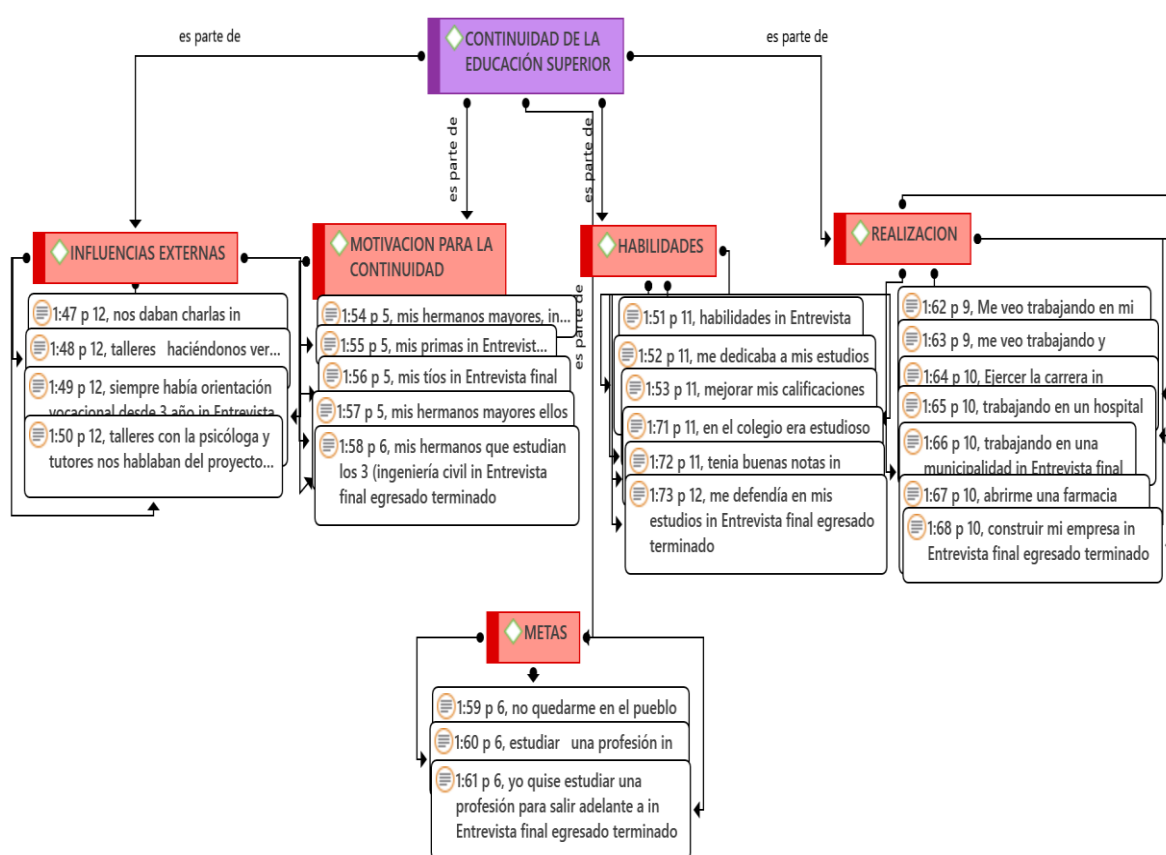 es parte de
CONTINUIDAD DE LA
EDUCACIÓN SUPERIOR
es parte de
es parte de
es parte de
es parte de
INFLUENCIAS EXTERNAS
1:47 p 12, nos daban charlas in
1:48 p 12, talleres haciéndonos ver...
1:49 p 12, siempre había orientación
vocacional desde 3 año in Entrevista
1:50 p 12, talleres con la psicóloga y
tutores nos hablaban del proyecto...
MOTIVACION PARA LA
CONTINUIDAD
1:54 p 5, mis hermanos mayores, in...
1:55 p 5, mis primas in Entrevist...
1:56 p 5, mis tíos in Entrevista final
1:57 p 5, mis hermanos mayores ellos
1:58 p 6, mis hermanos que estudian
los 3 (ingeniería civil in Entrevista
final egresado terminado
HABILIDADES
1:51 p 11, habilidades in Entrevista
1:52 p 11, me dedicaba a mis estudios
1:53 p 11, mejorar mis calificaciones
1:71 p 11, en el colegio era estudioso
1:72 p 11, tenia buenas notas in
1:73 p 12, me defendía en mis
estudios in Entrevista final egresado
terminado
REALIZACION
1:62 p 9, Me veo trabajando en mi
1:63 p 9, me veo trabajando y
1:64 p 10, Ejercer la carrera in
1:65 p 10, trabajando en un hospital
1:66 p 10, trabajando en una
municipalidad in Entrevista final
1:67 p 10, abrirme una farmacia
1:68 p 10, construir mi empresa in
Entrevista final egresado terminado
METAS
1:59 p 6, no quedarme en el pueblo
1:60 p 6, estudiar una profesión in
1:61 p 6, yo quise estudiar una
profesión para salir adelante a in
Entrevista final egresado terminado